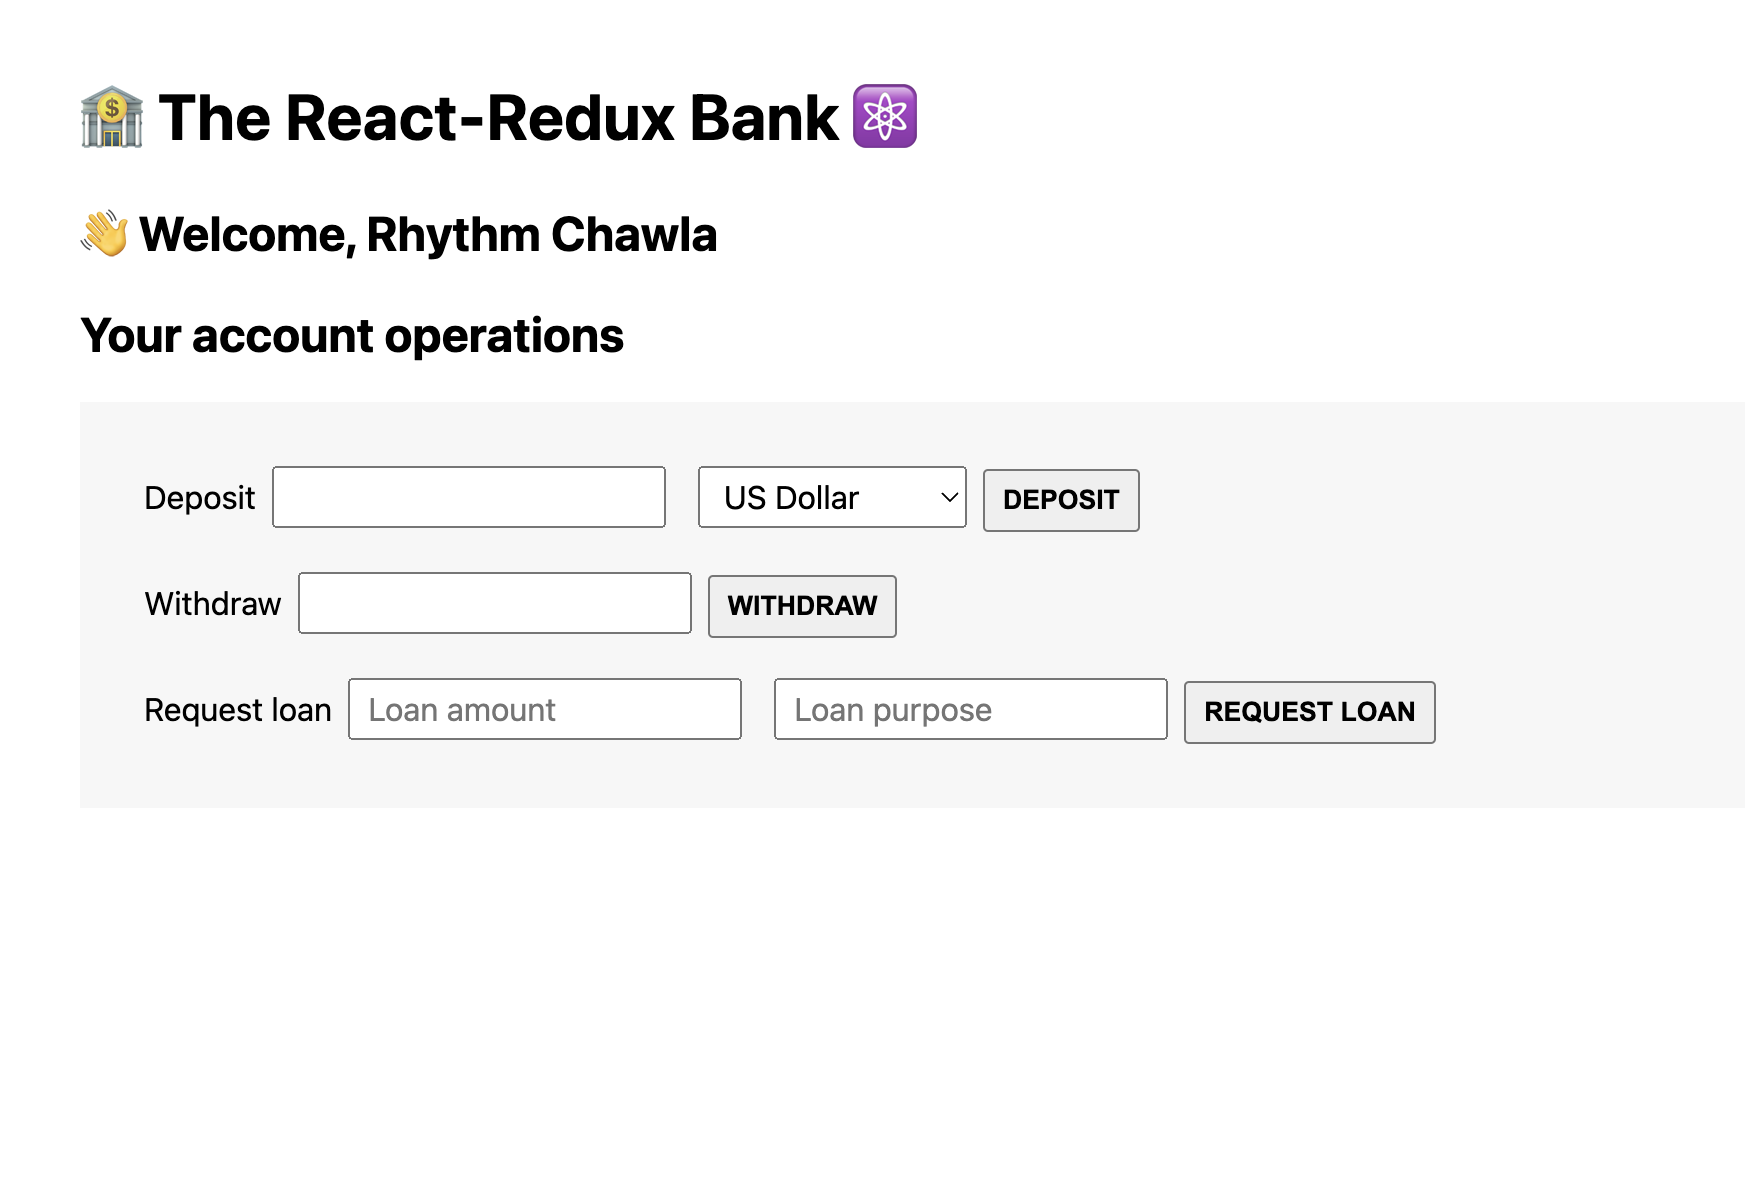 🏦 The React-Redux Bank ⚛️
👋 Welcome, Rhythm Chawla
Your account operations
Deposit US Dollar DEPOSIT
Withdraw WITHDRAW
Request loan Loan amount Loan purpose REQUEST LOAN